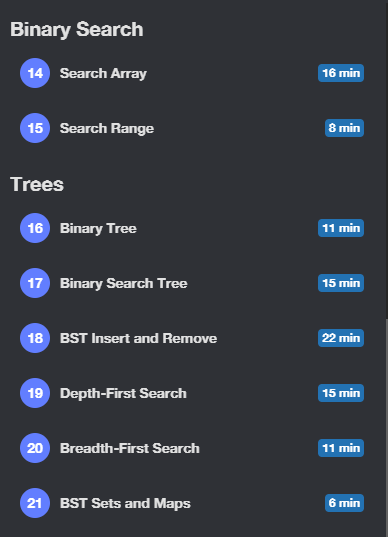 Binary Search
14 Search Array 16 min
15 Search Range 8 min
Trees
16 Binary Tree 11 min
17 Binary Search Tree 15 min
18 BST Insert and Remove 22 min
19 Depth-First Search 15 min
20 Breadth-First Search 11 min
21 BST Sets and Maps 6 min